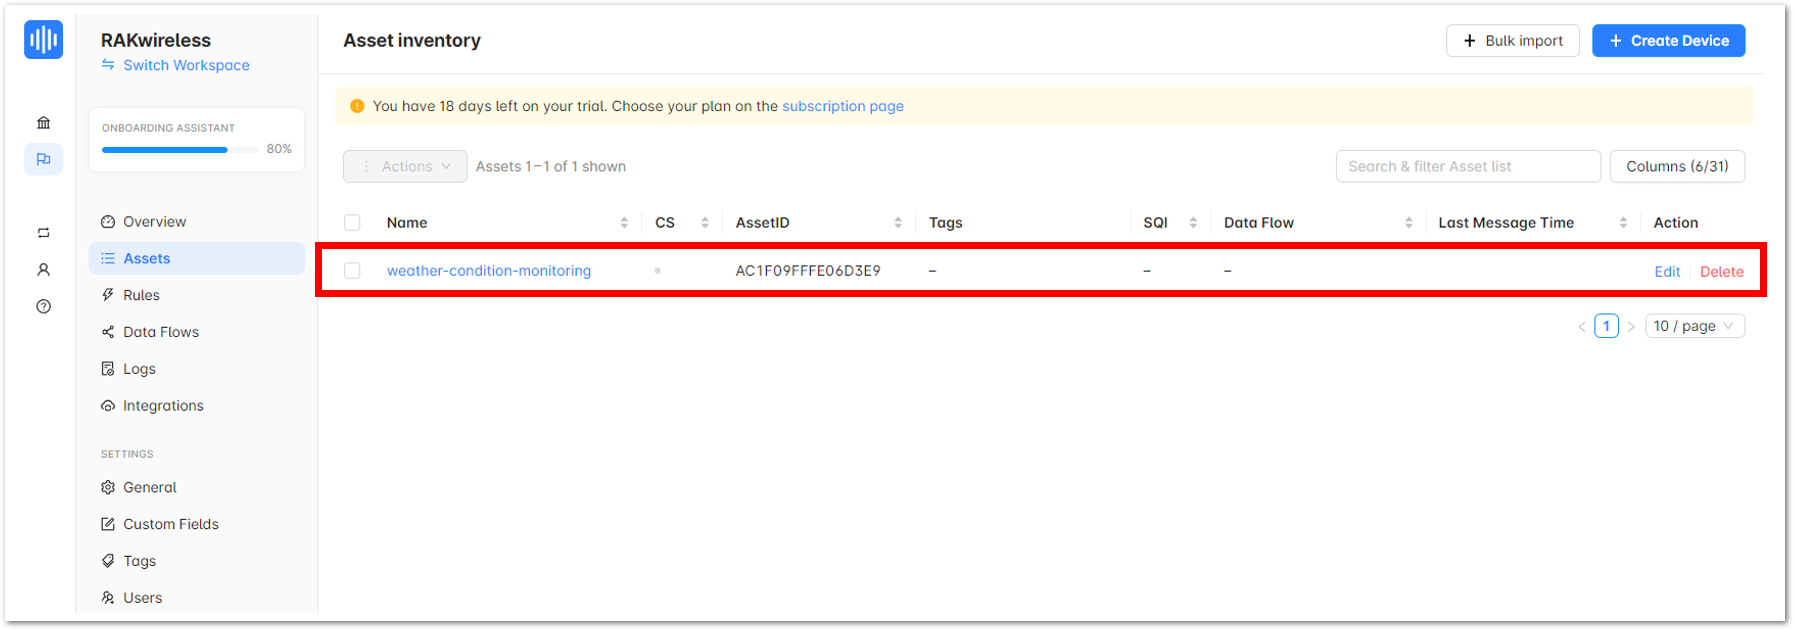 RAKwireless
Switch Workspace
ONBOARDING ASSISTANT
80%
Overview
Assets
Rules
Data Flows
Logs
Integrations
SETTINGS
General
Custom Fields
Tags
Users
Asset inventory
+ Bulk import
+ Create Device
You have 18 days left on your trial. Choose your plan on the subscription page
Actions
Assets 1–1 of 1 shown
Search & filter Asset list
Columns (6/31)
Name CS AssetID Tags SQI Data Flow Last Message Time Action
weather-condition-monitoring AC1F09FFFE06D3E9 – – – Edit Delete
< 1 > 10 / page